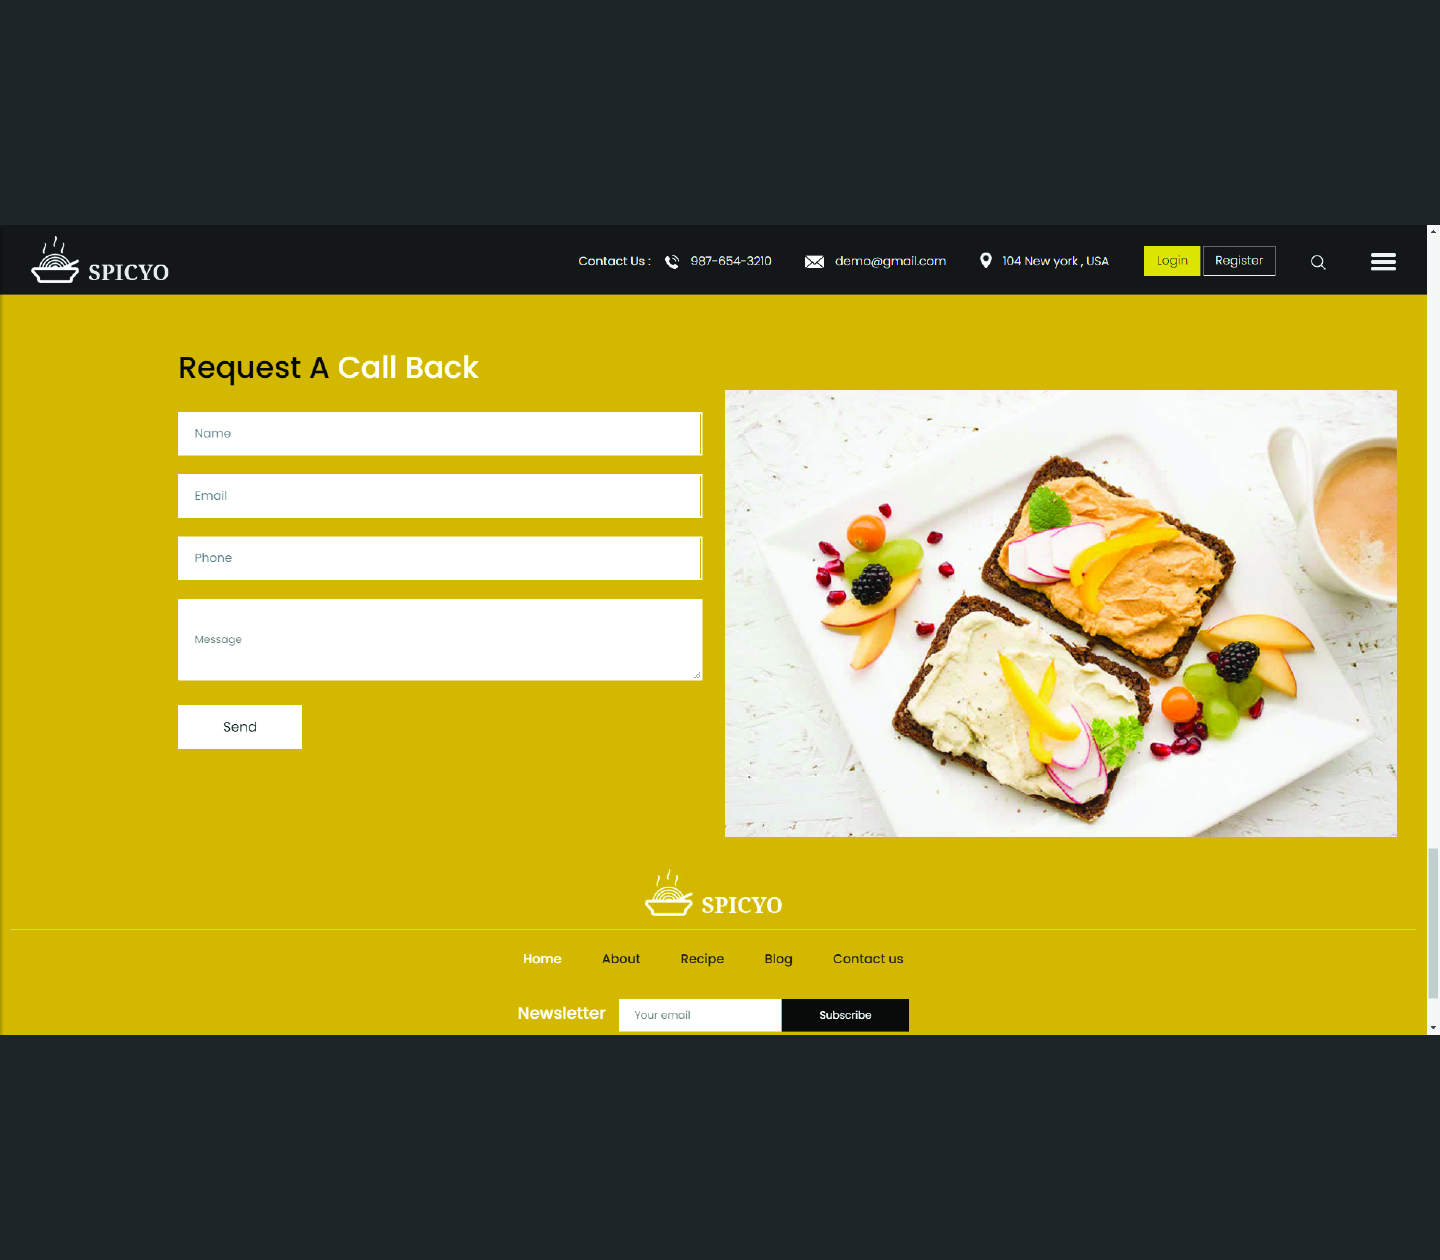 SPICYO
Contact Us : 987-654-3210 demo@gmail.com 104 New york , USA Login Register
Request A Call Back
Name
Email
Phone
Message
Send
SPICYO
Home About Recipe Blog Contact us
Newsletter Your email Subscribe